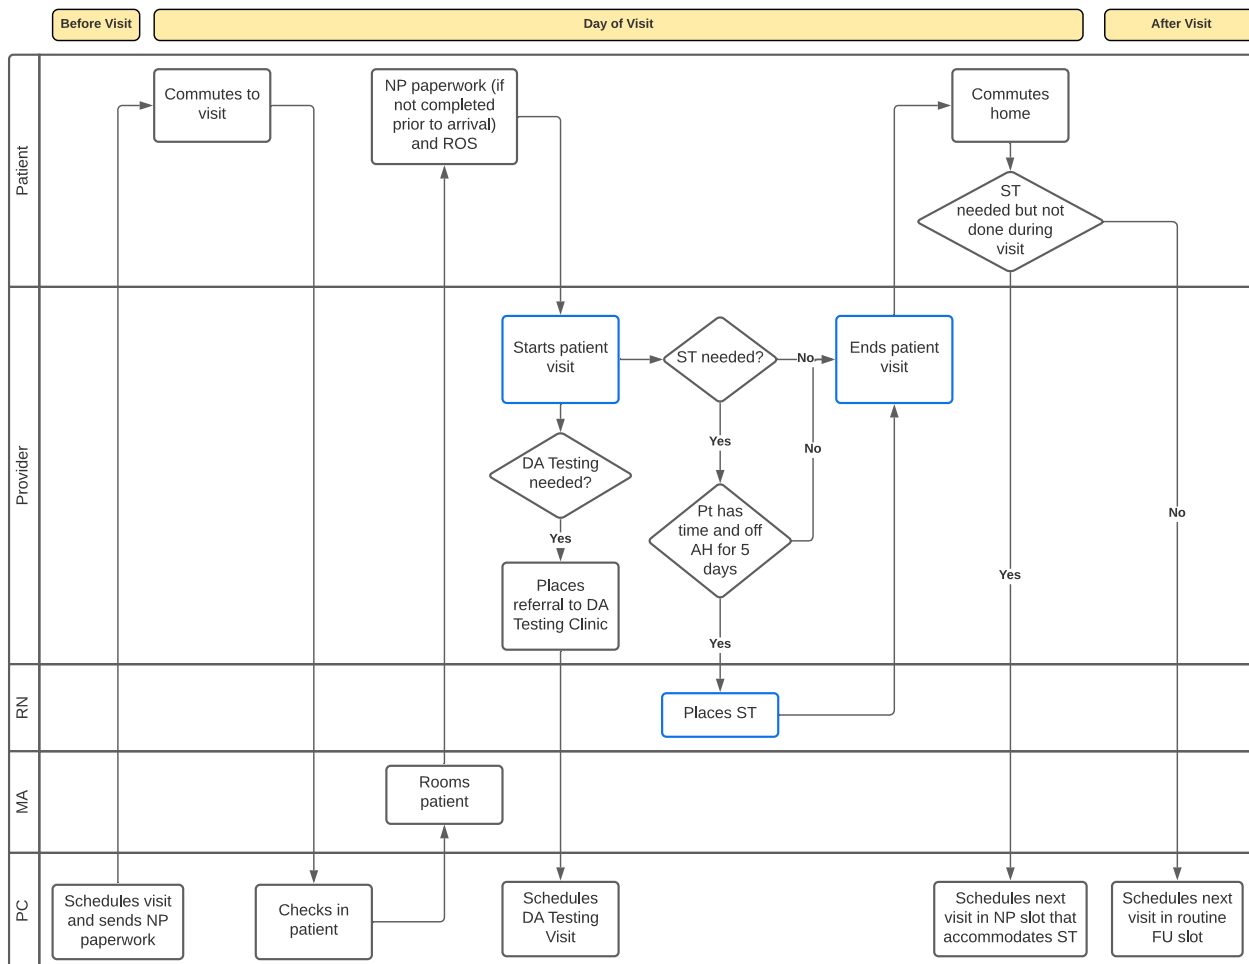 Before Visit
Day of Visit
After Visit
Patient
Commutes to
visit
NP paperwork (if
not completed
prior to arrival)
and ROS
Commutes
home
ST
needed but not
done during
visit
Provider
Starts patient
visit
ST needed?
No
Ends patient
visit
Yes
No
DA Testing
needed?
Yes
Pt has
time and off
AH for 5
days
No
Yes
Places
referral to DA
Testing Clinic
Yes
RN
Places ST
MA
Rooms
patient
PC
Schedules visit
and sends NP
paperwork
Checks in
patient
Schedules
DA Testing
Visit
Schedules next
visit in NP slot that
accommodates ST
Schedules next
visit in routine
FU slot